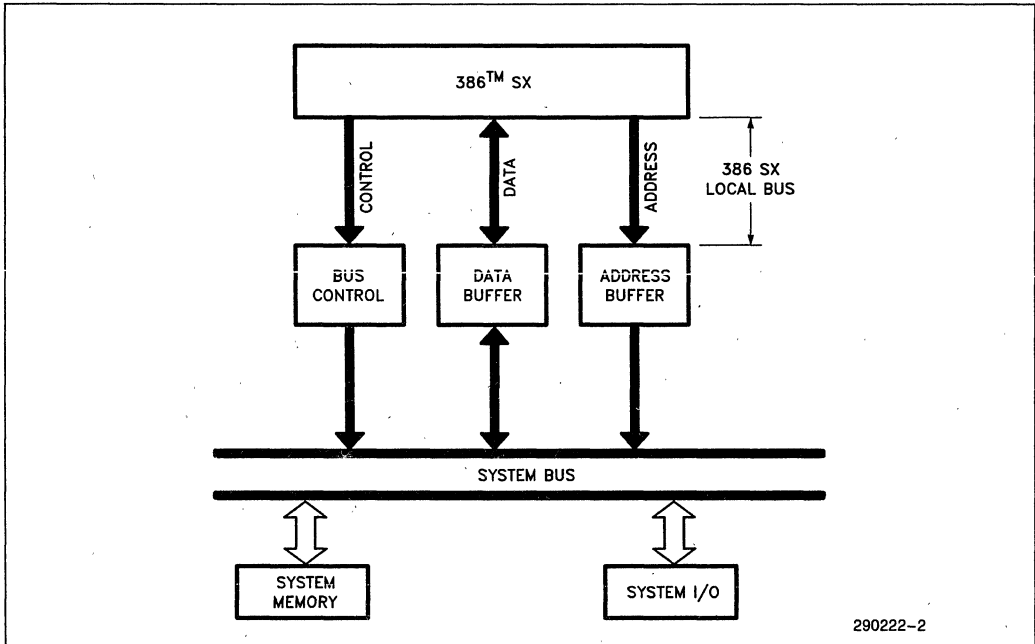 386™ SX
CONTROL
DATA
ADDRESS
386 SX
LOCAL BUS
BUS
CONTROL
DATA
BUFFER
ADDRESS
BUFFER
SYSTEM BUS
SYSTEM
MEMORY
SYSTEM I/O
290222-2